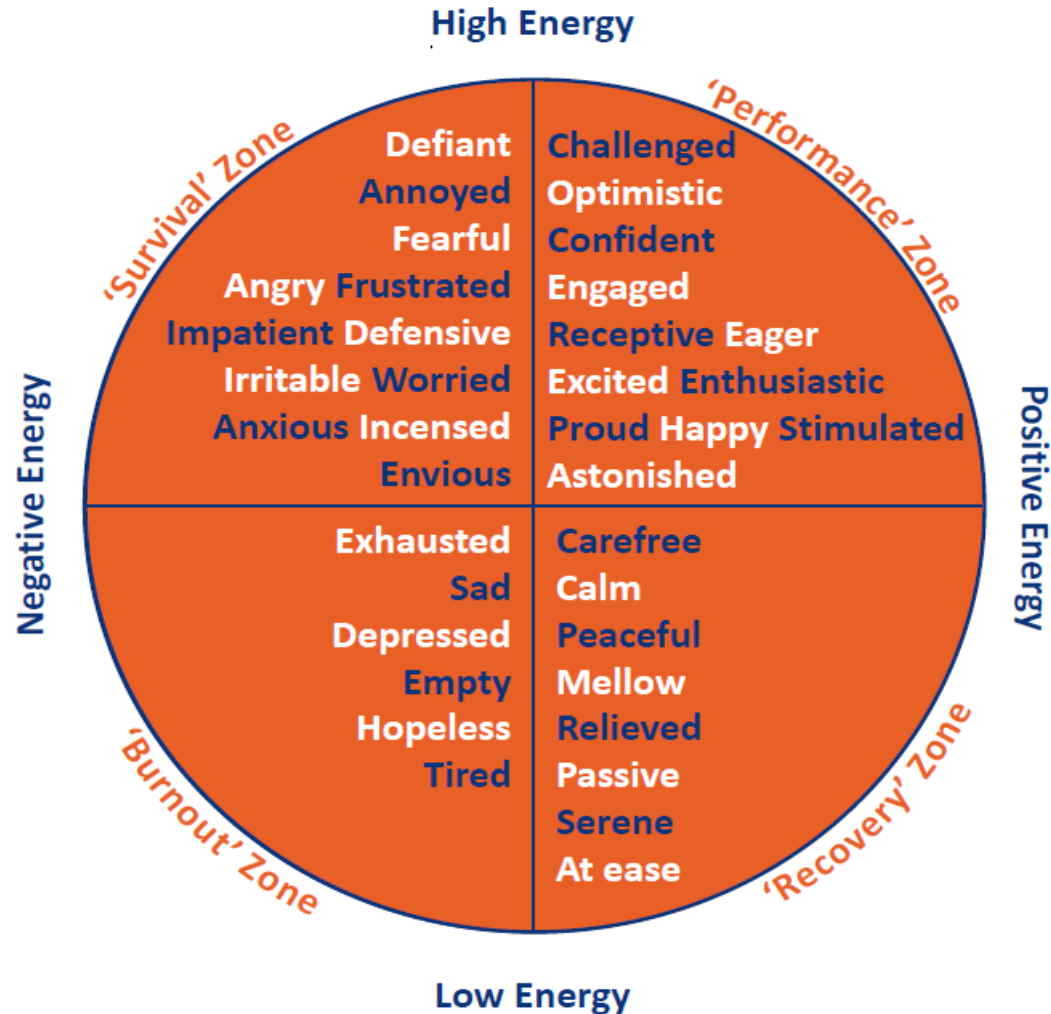 High Energy
'Survival' Zone
Defiant
Annoyed
Fearful
Angry Frustrated
Impatient Defensive
Irritable Worried
Anxious Incensed
Envious
'Performance' Zone
Challenged
Optimistic
Confident
Engaged
Receptive Eager
Excited Enthusiastic
Proud Happy Stimulated
Astonished
Negative Energy
Positive Energy
Exhausted
Sad
Depressed
Empty
Hopeless
Tired
'Burnout' Zone
Carefree
Calm
Peaceful
Mellow
Relieved
Passive
Serene
At ease
'Recovery' Zone
Low Energy